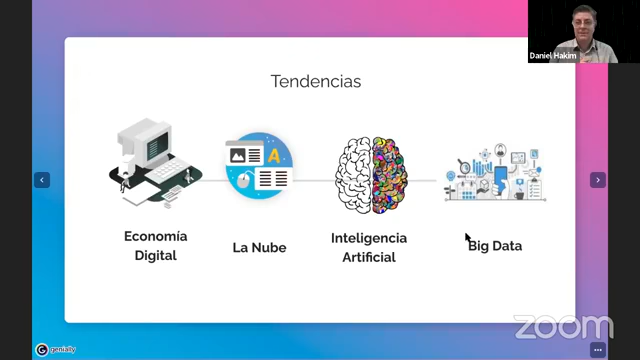 Daniel Hakim
Tendencias
A
Economía
Digital
La Nube
Inteligencia
Artificial
Big Data
zoom
genially